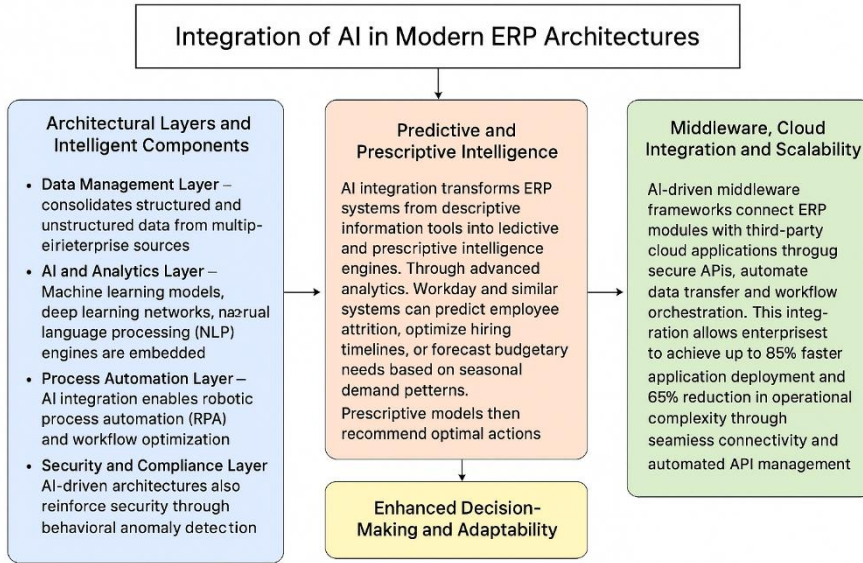 Integration of AI in Modern ERP Architectures
Architectural Layers and
Intelligent Components
• Data Management Layer –
consolidates structured and
unstructured data from multip-
eirieterprise sources
• AI and Analytics Layer –
Machine learning models,
deep learning networks, nazrual
language processing (NLP)
engines are embedded
• Process Automation Layer –
AI integration enables robotic
process automation (RPA)
and workflow optimization
• Security and Compliance Layer
AI-driven architectures also
reinforce security through
behavioral anomaly detection
Predictive and
Prescriptive Intelligence
AI integration transforms ERP
systems from descriptive
information tools into ledictive
and prescriptive intelligence
engines. Through advanced
analytics. Workday and similar
systems can predict employee
attrition, optimize hiring
timelines, or forecast budgetary
needs based on seasonal
demand petterns.
Prescriptive models then
recommend optimal actions
Enhanced Decision-
Making and Adaptability
Middleware, Cloud
Integration and Scalability
AI-driven middleware
frameworks connect ERP
modules with third-party
cloud applications throgug
secure APIs, automate
data transfer and workflow
orchestration. This integ-
ration allows enterprisest
to achieve up to 85% faster
application deployment and
65% reduction in operational
complexity through
seamiess connectivity and
automated API management